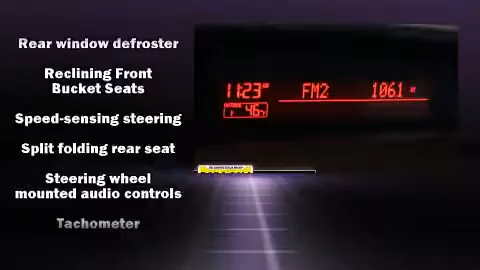 Rear window defroster
Reclining Front
Bucket Seats
Speed-sensing steering
Split folding rear seat
Steering wheel
mounted audio controls
Tachometer
11:23
FM2
1061
OUTSIDE
46